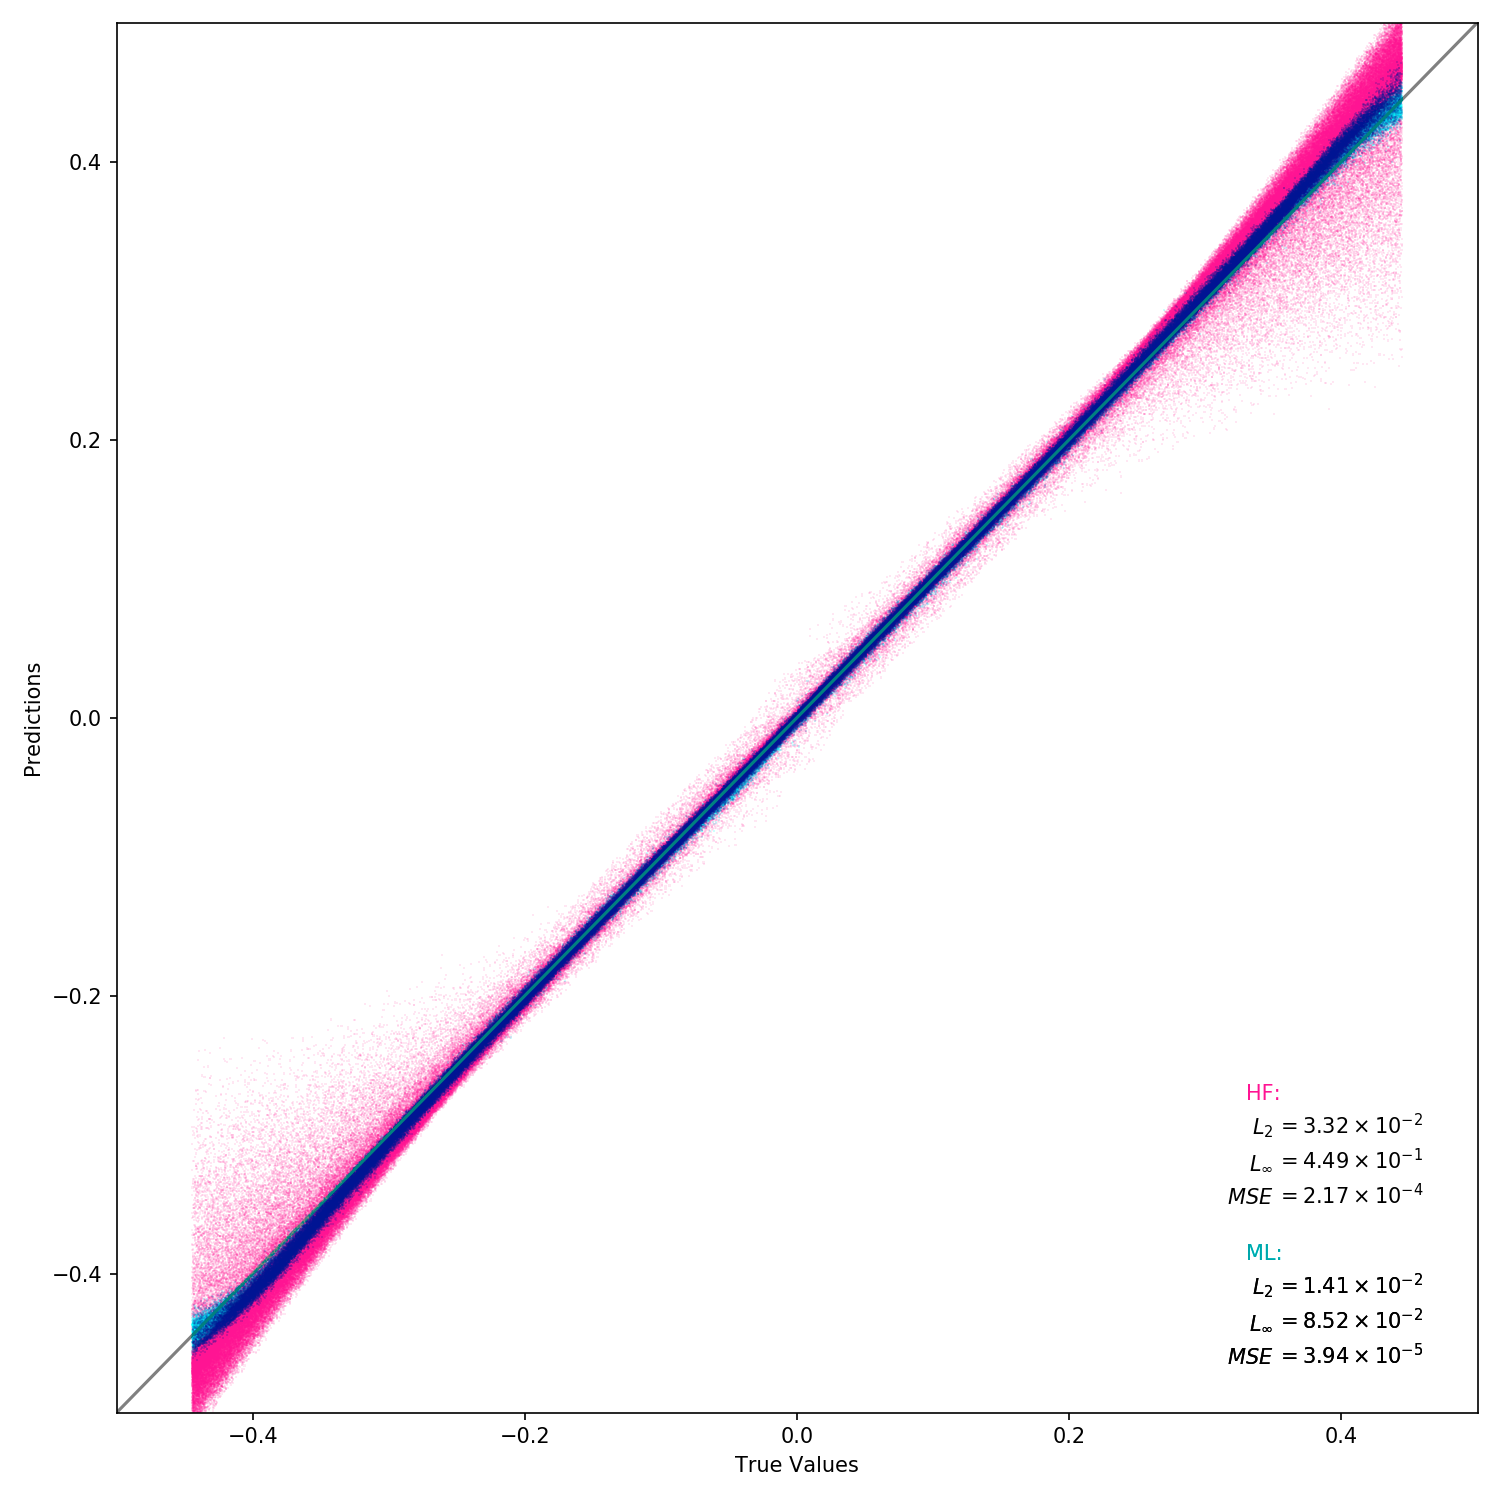 0.4
0.2
0.0
−0.2
−0.4
Predictions
−0.4 −0.2 0.0 0.2 0.4
True Values
HF:
L₂ = 3.32 × 10⁻²
L∞ = 4.49 × 10⁻¹
MSE = 2.17 × 10⁻⁴
ML:
L₂ = 1.41 × 10⁻²
L∞ = 8.52 × 10⁻²
MSE = 3.94 × 10⁻⁵